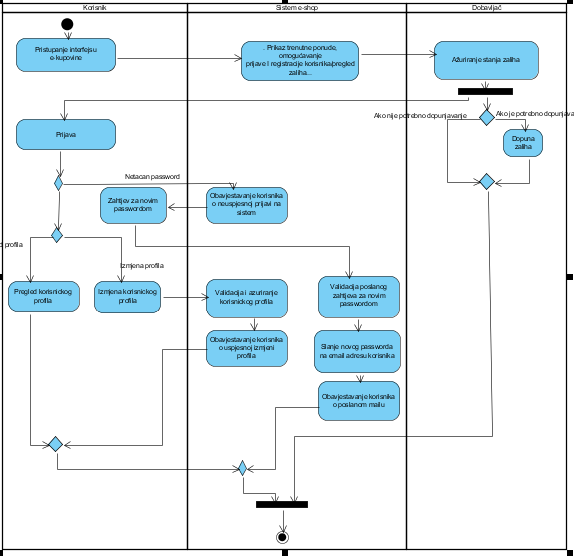 Korisnik
Sistem e-shop
Dobavljač
Pristupanje interfejsu
e-kupovine
. Prikaz trenutne ponude,
omogućavanje
prijave i registracije korisnika/pregled
zaliha...
Ažuriranje stanja zaliha
Ako nije potrebno dopunjavanje
Ako je potrebno dopunjava
Prijava
Dopuna
zaliha
Netacan password
Zahtjev za novim
passwordom
Obavjestavanje korisnika
o neuspjesnoj prijavi na
sistem
d profila
Izmjena profila
Pregled korisnickog
profila
Izmjena korisnickog
profila
Validacija i azuriranje
korisnickog profila
Validacija poslanog
zahtjeva za novim
passwordom
Obavjestavanje korisnika
o uspjesnoj izmjeni
profila
Slanje novog passworda
na email adresu korisnika
Obavjestavanje korisnika
o poslanom mailu